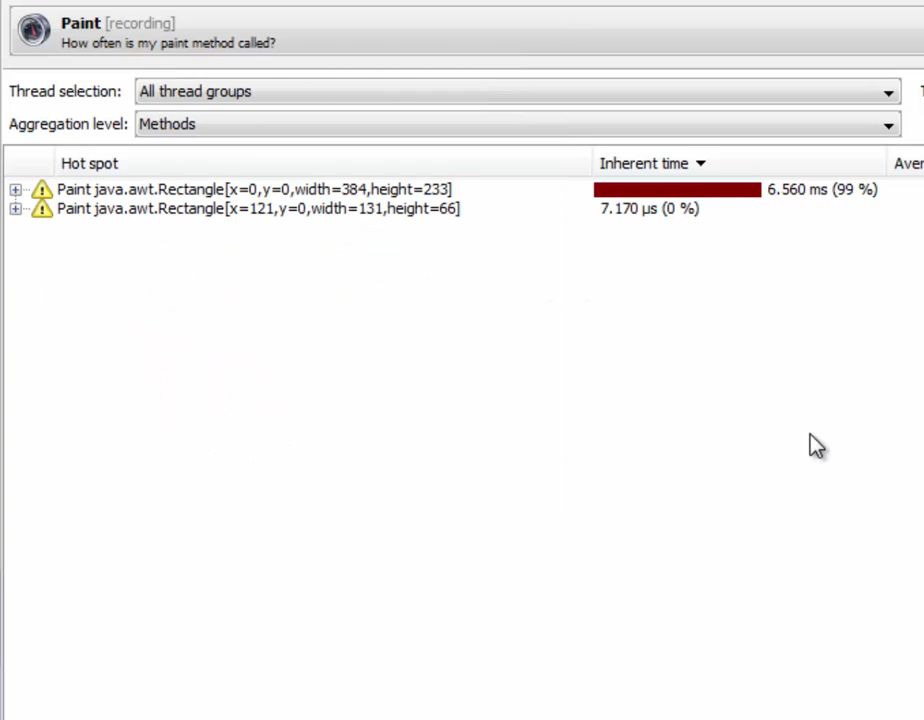 Paint [recording]
How often is my paint method called?
Thread selection: All thread groups
Aggregation level: Methods
Hot spot Inherent time Aver
Paint java.awt.Rectangle[x=0,y=0,width=384,height=233] 6.560 ms (99 %)
Paint java.awt.Rectangle[x=121,y=0,width=131,height=66] 7.170 µs (0 %)